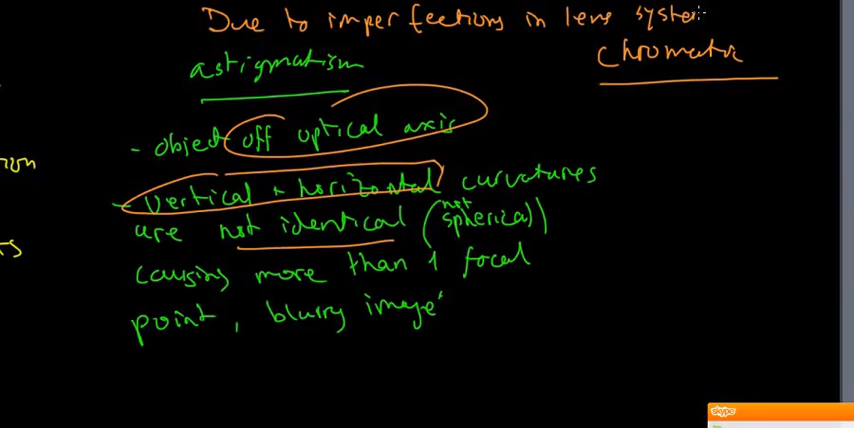 Due to imperfections in lens system
chromatic
astigmatism
- object off optical axis
- vertical + horizontal curvatures
are not identical (not spherical)
causing more than 1 focal
point, blurry image
skype